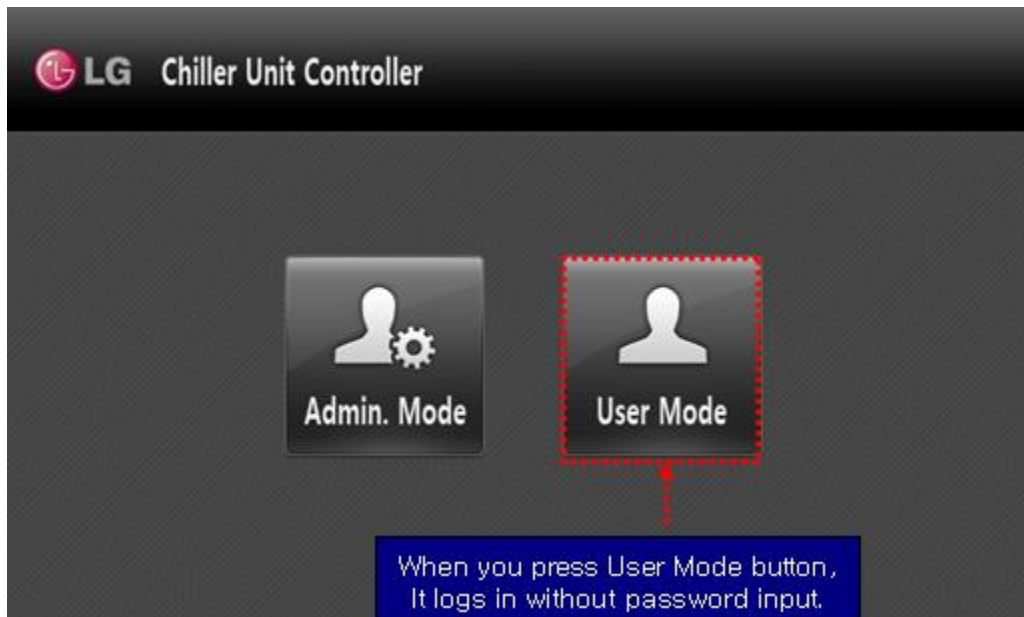 LG Chiller Unit Controller
Admin. Mode
User Mode
When you press User Mode button,
It logs in without password input.